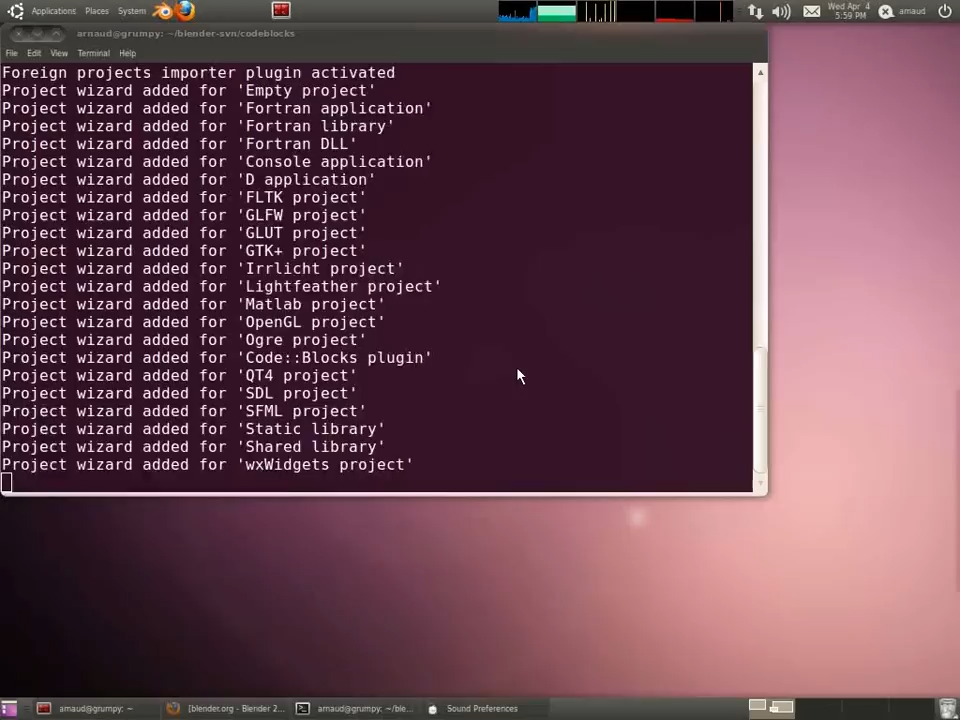 Applications Places System
Wed Apr 4
5:59 PM
arnaud
arnaud@grumpy: ~/blender-svn/codeblocks
File Edit View Terminal Help
Foreign projects importer plugin activated
Project wizard added for 'Empty project'
Project wizard added for 'Fortran application'
Project wizard added for 'Fortran library'
Project wizard added for 'Fortran DLL'
Project wizard added for 'Console application'
Project wizard added for 'D application'
Project wizard added for 'FLTK project'
Project wizard added for 'GLFW project'
Project wizard added for 'GLUT project'
Project wizard added for 'GTK+ project'
Project wizard added for 'Irrlicht project'
Project wizard added for 'Lightfeather project'
Project wizard added for 'Matlab project'
Project wizard added for 'OpenGL project'
Project wizard added for 'Ogre project'
Project wizard added for 'Code::Blocks plugin'
Project wizard added for 'QT4 project'
Project wizard added for 'SDL project'
Project wizard added for 'SFML project'
Project wizard added for 'Static library'
Project wizard added for 'Shared library'
Project wizard added for 'wxWidgets project'
arnaud@grumpy: ~ [blender.org - Blender 2... arnaud@grumpy: ~/ble... Sound Preferences